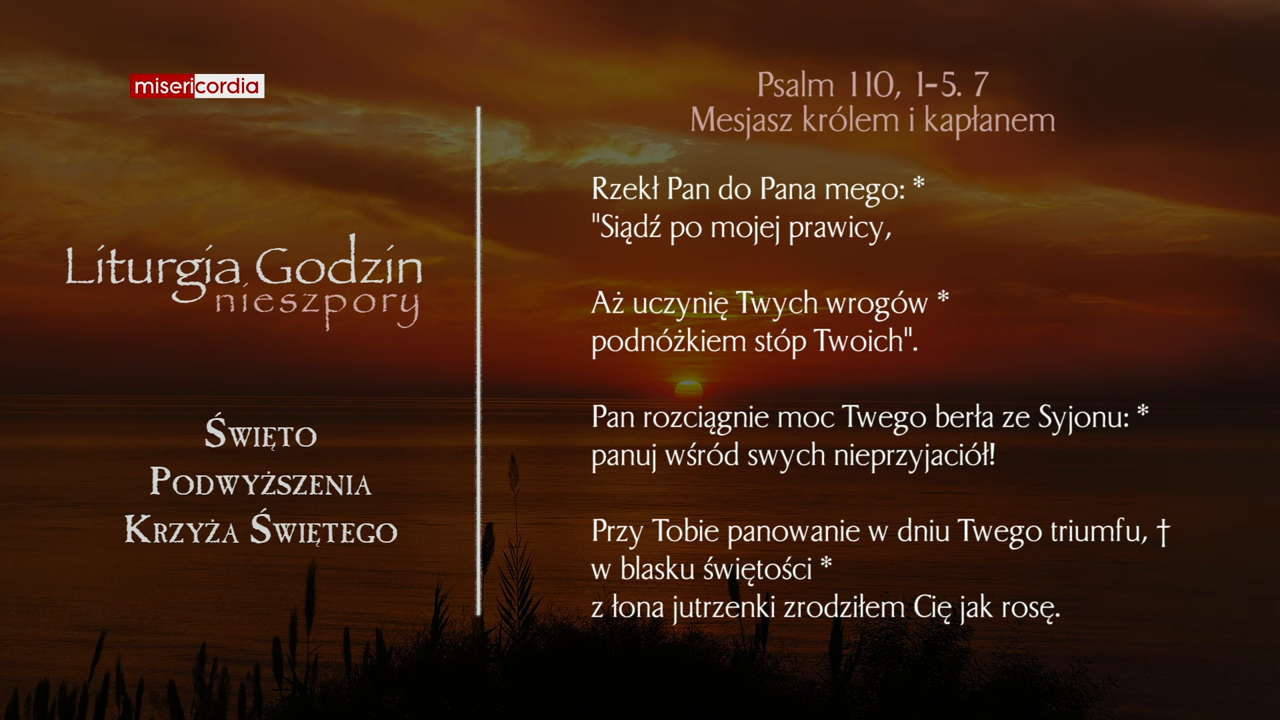 misericordia
Liturgia Godzin
nieszpory
Święto
Podwyższenia
Krzyża Świętego
Psalm 110, 1-5. 7
Mesjasz królem i kapłanem
Rzekł Pan do Pana mego: *
"Siądź po mojej prawicy,
Aż uczynię Twych wrogów *
podnóżkiem stóp Twoich".
Pan rozciągnie moc Twego berła ze Syjonu: *
panuj wśród swych nieprzyjaciół!
Przy Tobie panowanie w dniu Twego triumfu, †
w blasku świętości *
z łona jutrzenki zrodziłem Cię jak rosę.